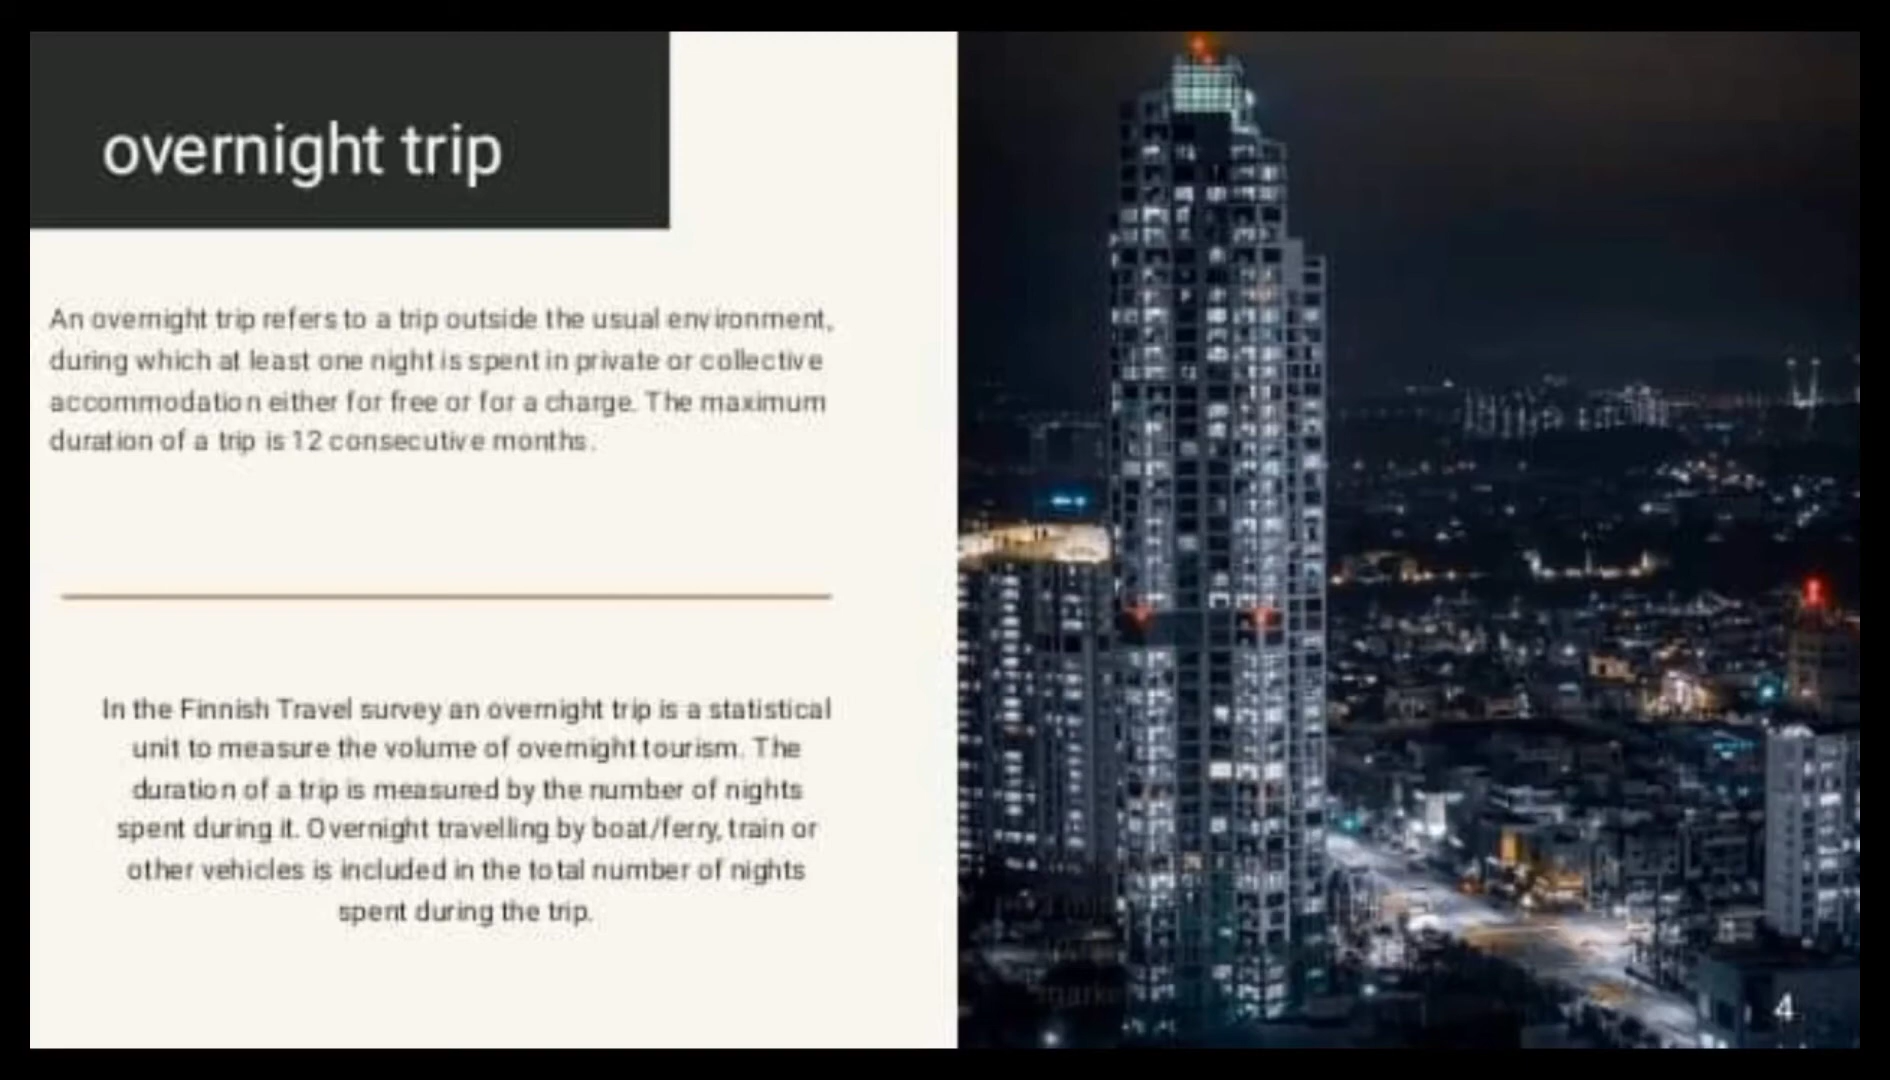 overnight trip
An overnight trip refers to a trip outside the usual environment,
during which at least one night is spent in private or collective
accommodation either for free or for a charge. The maximum
duration of a trip is 12 consecutive months.
In the Finnish Travel survey an overnight trip is a statistical
unit to measure the volume of overnight tourism. The
duration of a trip is measured by the number of nights
spent during it. Overnight travelling by boat/ferry, train or
other vehicles is included in the total number of nights
spent during the trip.
4